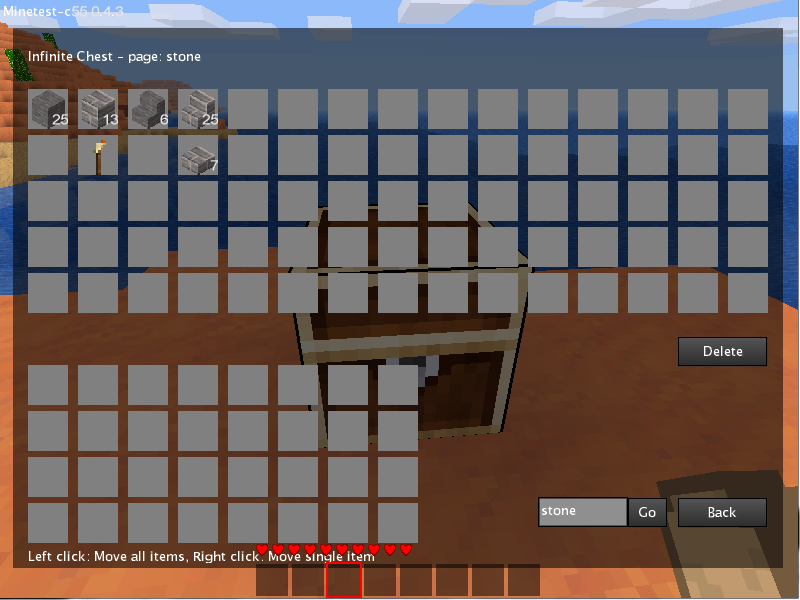 Minetest-c55 0.4.3
Infinite Chest - page: stone
25 13 6 25
7
Delete
stone Go Back
Left click: Move all items, Right click: Move single item